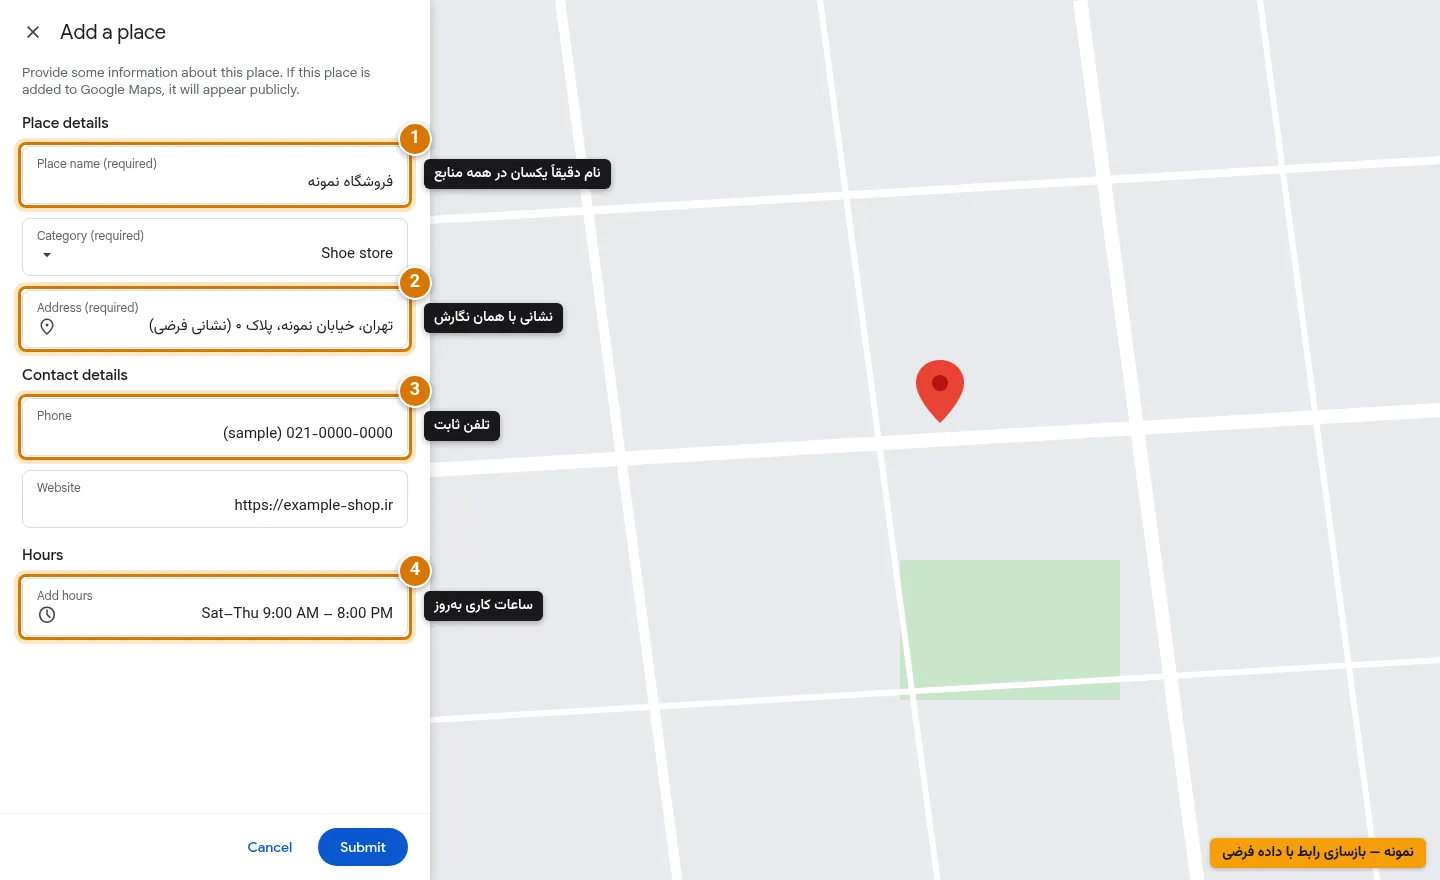 Add a place
Provide some information about this place. If this place is
added to Google Maps, it will appear publicly.
Place details
1
Place name (required)
فروشگاه نمونه
نام دقیقاً یکسان در همه منابع
Category (required)
Shoe store
2
Address (required)
تهران، خیابان نمونه، پلاک ۰ (نشانی فرضی)
نشانی با همان نگارش
Contact details
3
Phone
(sample) 021-0000-0000
تلفن ثابت
Website
https://example-shop.ir
Hours
4
Add hours
Sat–Thu 9:00 AM – 8:00 PM
ساعات کاری به‌روز
Cancel
Submit
نمونه — بازسازی رابط با داده فرضی